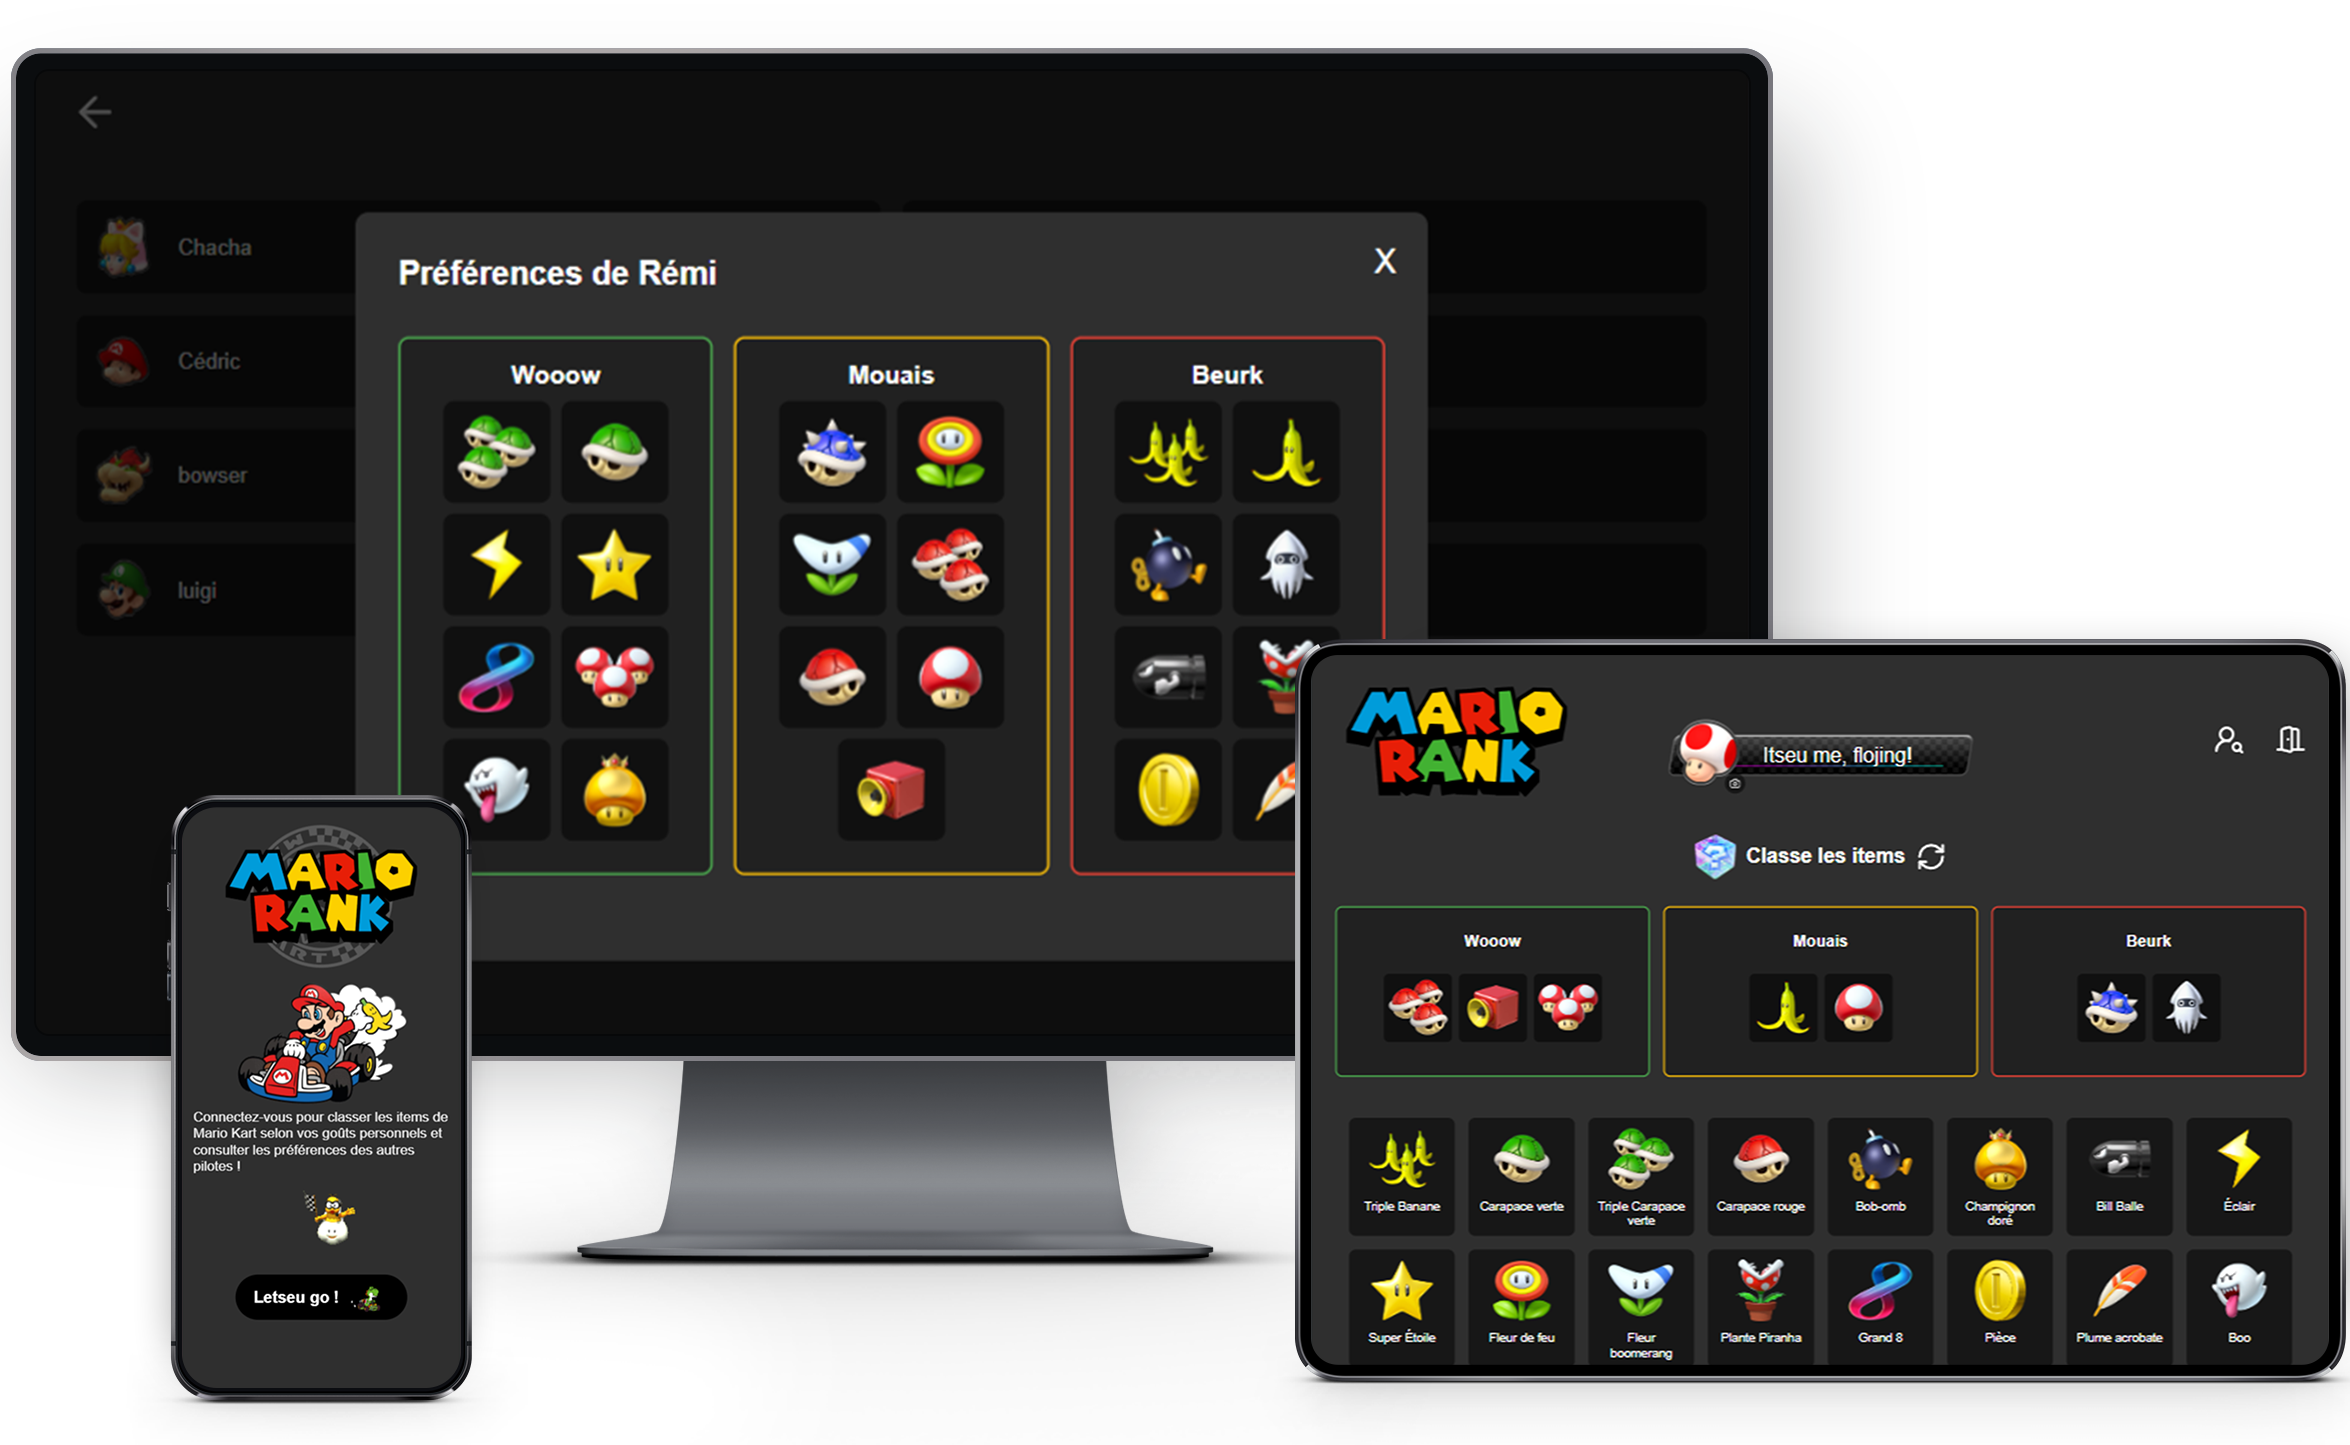 Chacha
Cédric
bowser
luigi
Préférences de Rémi
X
Wooow
Mouais
Beurk
MARIO
RANK
Connectez-vous pour classer les items de
Mario Kart selon vos goûts personnels et
consulter les préférences des autres
pilotes !
Letseu go !
MARIO
RANK
Itseu me, flojing!
Classe les items
Wooow
Mouais
Beurk
Triple Banane
Carapace verte
Triple Carapace
verte
Carapace rouge
Bob-omb
Champignon
doré
Bill Balle
Éclair
Super Étoile
Fleur de feu
Fleur
boomerang
Plante Piranha
Grand 8
Pièce
Plume acrobate
Boo